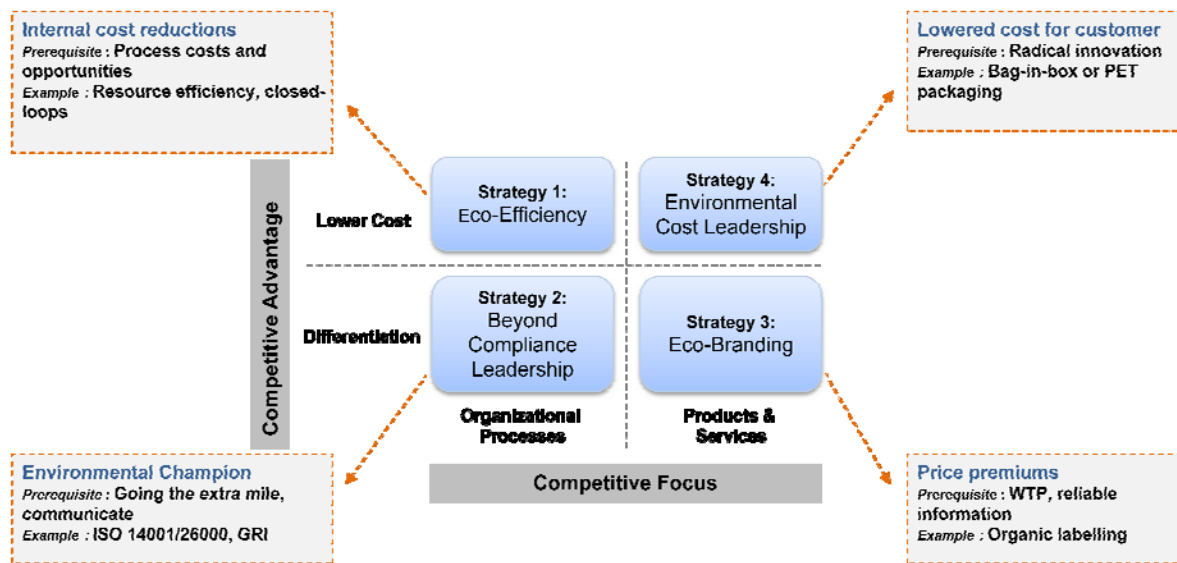 Internal cost reductions
Prerequisite : Process costs and
opportunities
Example : Resource efficiency, closed-
loops
Lowered cost for customer
Prerequisite : Radical innovation
Example : Bag-in-box or PET
packaging
Competitive Advantage
Lower Cost
Strategy 1:
Eco-Efficiency
Strategy 4:
Environmental
Cost Leadership
Differentiation
Strategy 2:
Beyond
Compliance
Leadership
Strategy 3:
Eco-Branding
Organizational
Processes
Products &
Services
Competitive Focus
Environmental Champion
Prerequisite : Going the extra mile,
communicate
Example : ISO 14001/26000, GRI
Price premiums
Prerequisite : WTP, reliable
information
Example : Organic labelling